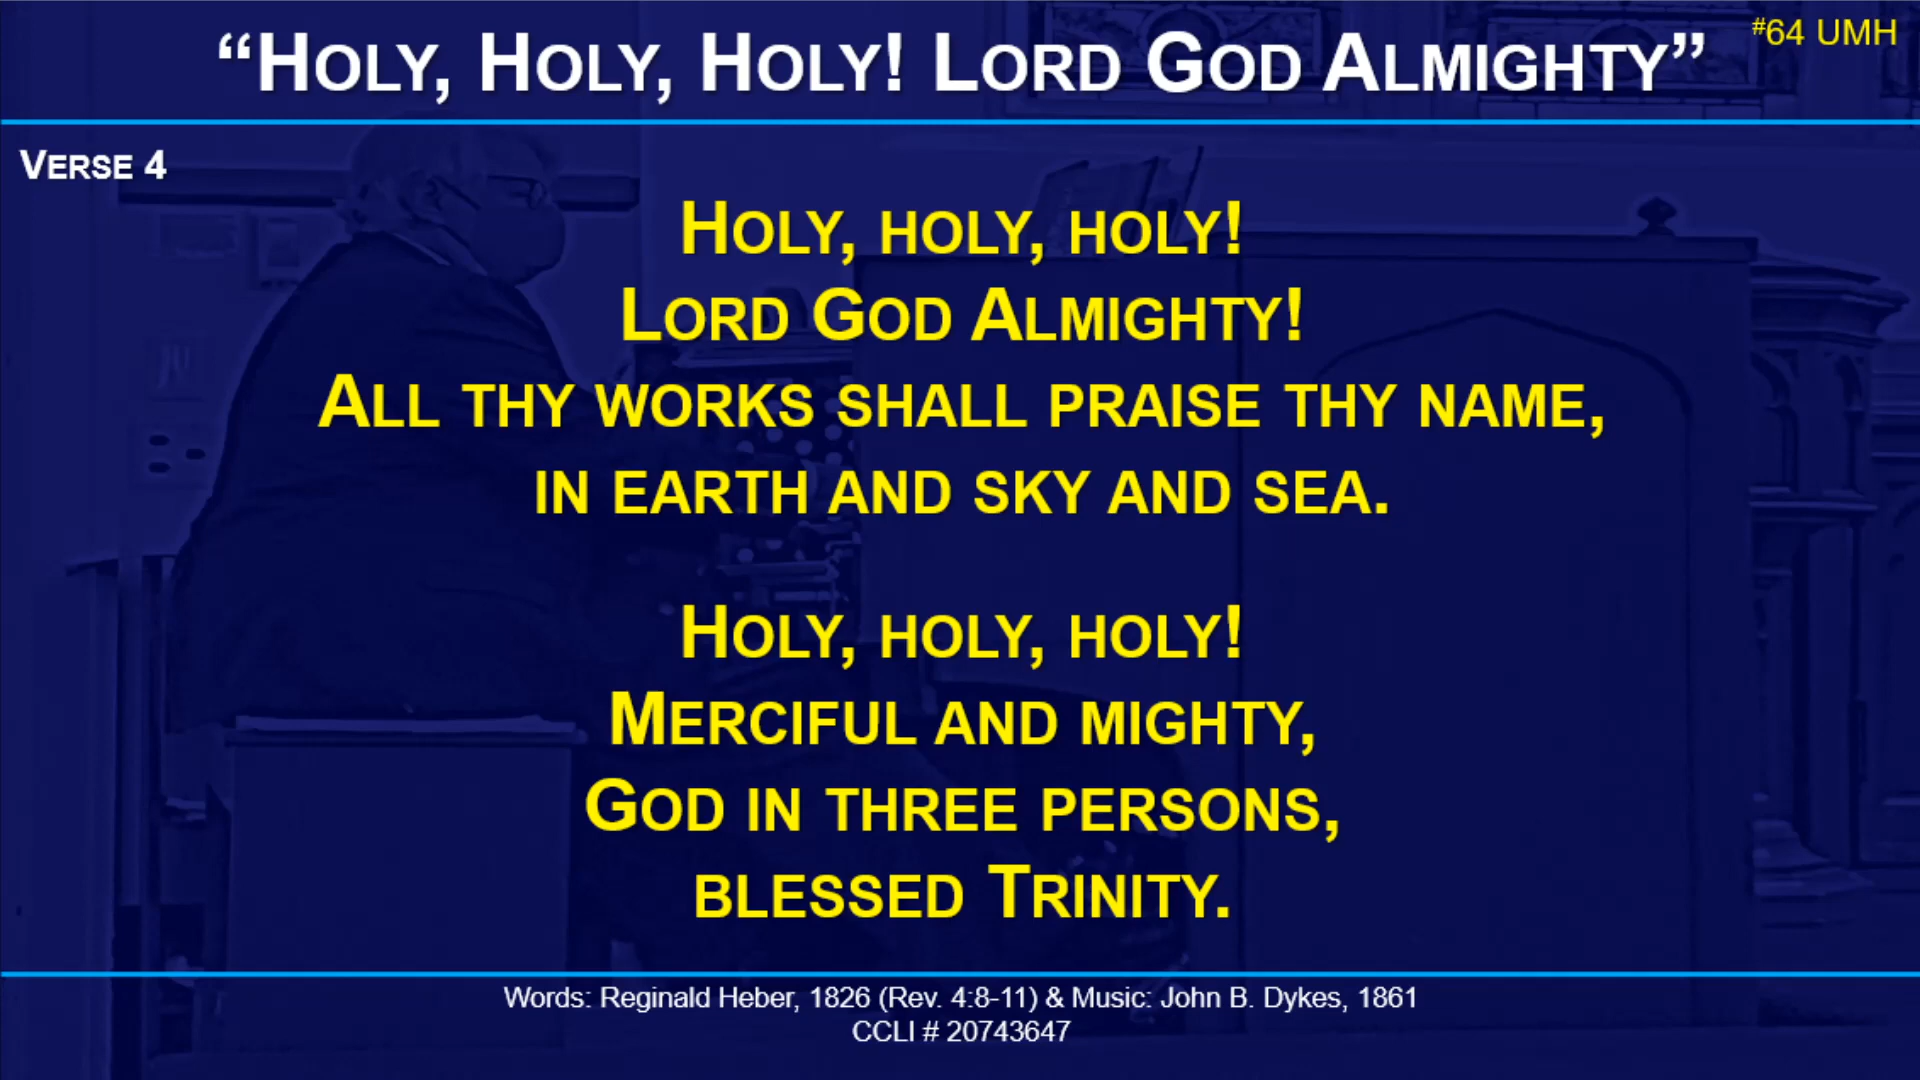 “Holy, Holy, Holy! Lord God Almighty”
#64 UMH
Verse 4
Holy, holy, holy!
Lord God Almighty!
All thy works shall praise thy name,
in earth and sky and sea.
Holy, holy, holy!
Merciful and mighty,
God in three persons,
blessed Trinity.
Words: Reginald Heber, 1826 (Rev. 4:8-11) & Music: John B. Dykes, 1861
CCLI # 20743647